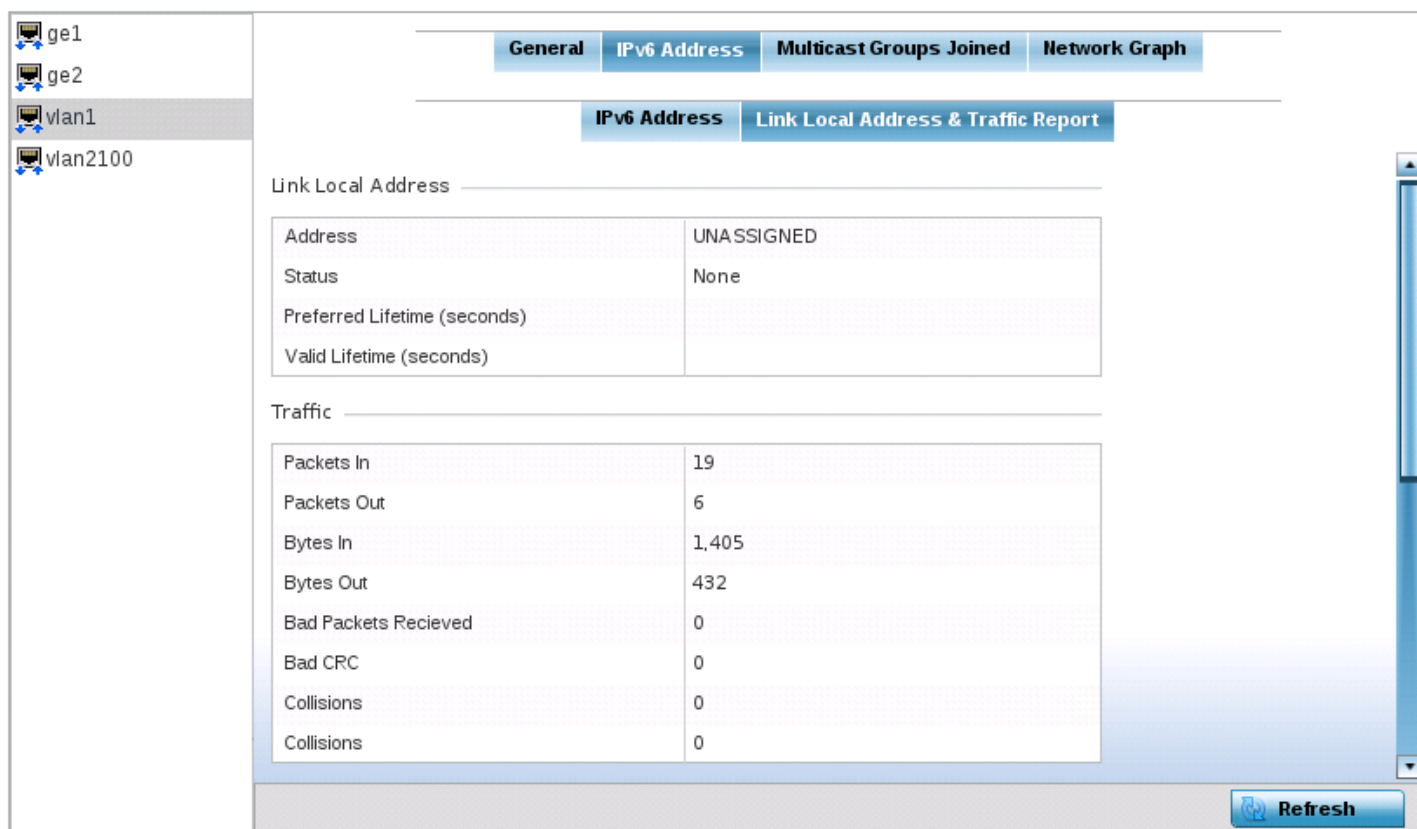 ge1
ge2
vlan1
vlan2100
General IPv6 Address Multicast Groups Joined Network Graph
IPv6 Address Link Local Address & Traffic Report
Link Local Address
Address UNASSIGNED
Status None
Preferred Lifetime (seconds)
Valid Lifetime (seconds)
Traffic
Packets In 19
Packets Out 6
Bytes In 1,405
Bytes Out 432
Bad Packets Recieved 0
Bad CRC 0
Collisions 0
Collisions 0
Refresh